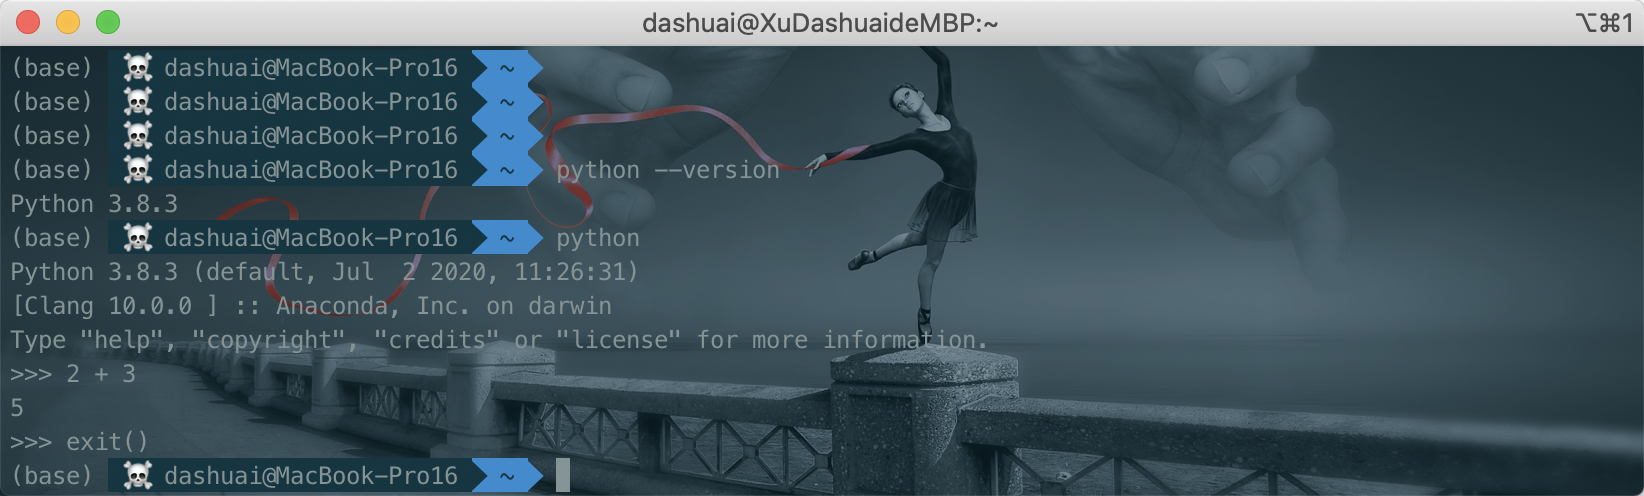 dashuai@XuDashuaideMBP:~ ⌥⌘1
(base) ☠️ dashuai@MacBook-Pro16 ~
(base) ☠️ dashuai@MacBook-Pro16 ~
(base) ☠️ dashuai@MacBook-Pro16 ~
(base) ☠️ dashuai@MacBook-Pro16 ~ python --version
Python 3.8.3
(base) ☠️ dashuai@MacBook-Pro16 ~ python
Python 3.8.3 (default, Jul  2 2020, 11:26:31)
[Clang 10.0.0 ] :: Anaconda, Inc. on darwin
Type "help", "copyright", "credits" or "license" for more information.
>>> 2 + 3
5
>>> exit()
(base) ☠️ dashuai@MacBook-Pro16 ~